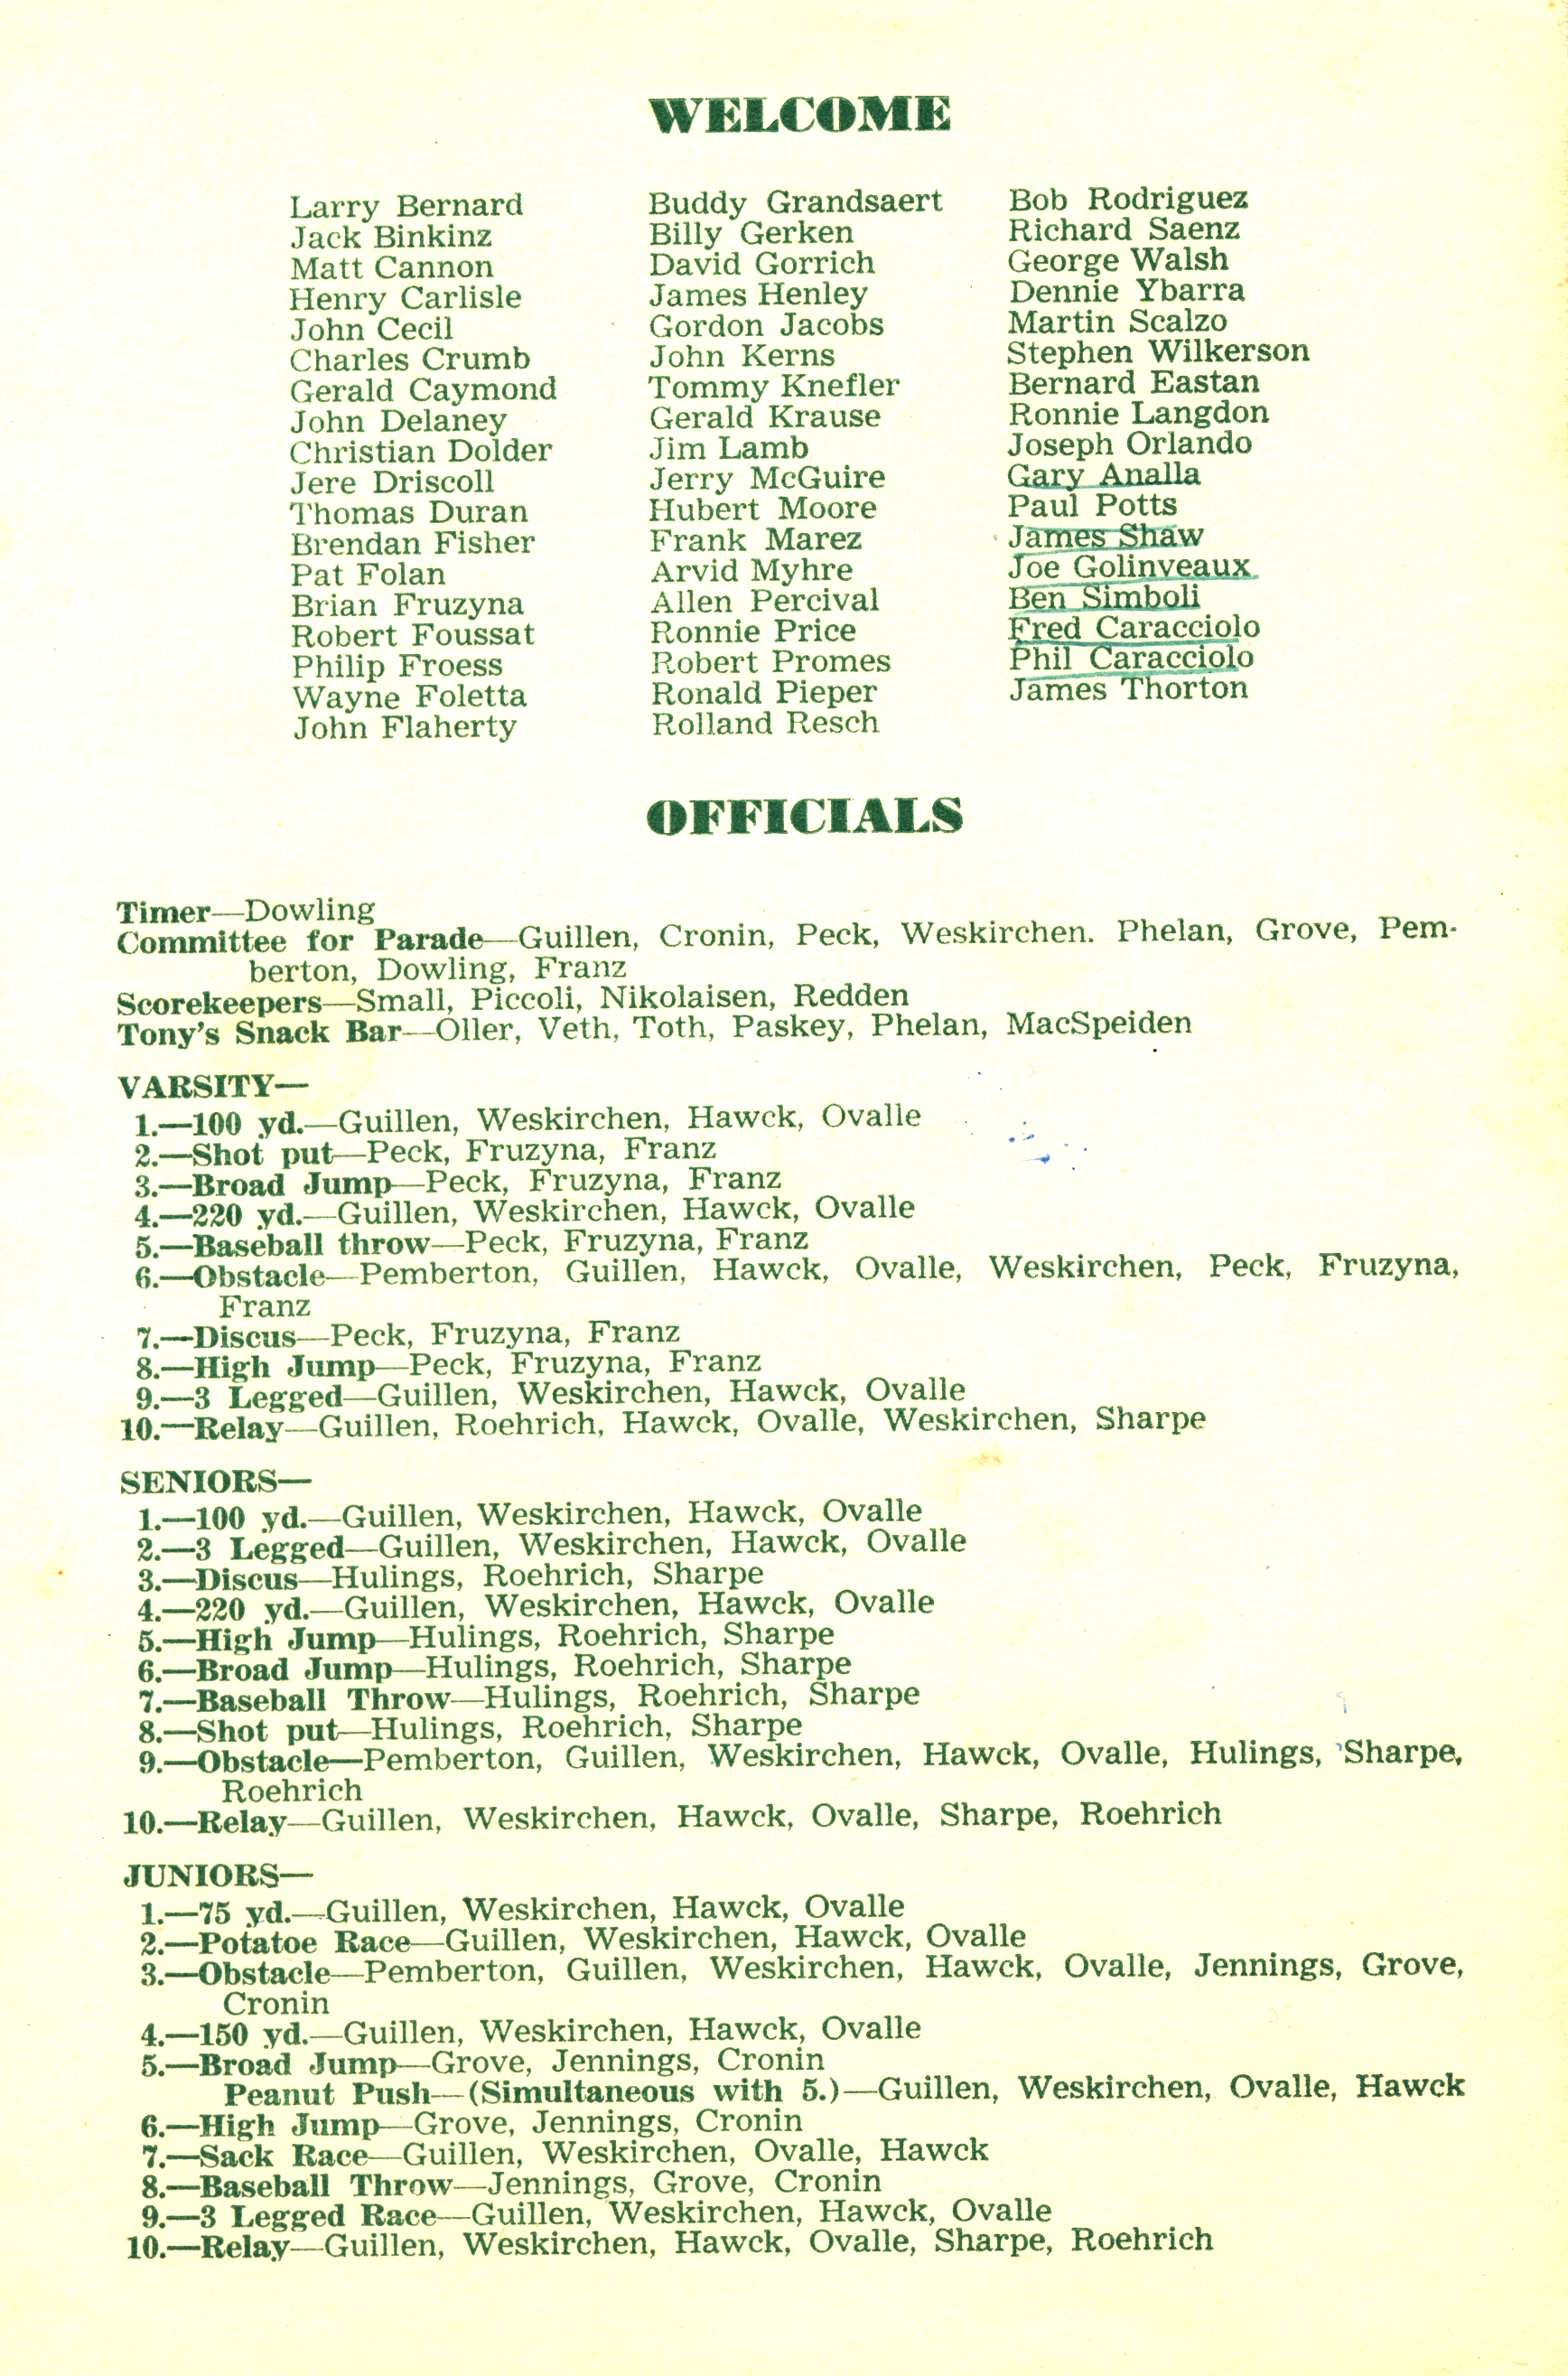 WELCOME
Larry Bernard
Jack Binkinz
Matt Cannon
Henry Carlisle
John Cecil
Charles Crumb
Gerald Caymond
John Delaney
Christian Dolder
Jere Driscoll
Thomas Duran
Brendan Fisher
Pat Folan
Brian Fruzyna
Robert Foussat
Philip Froess
Wayne Foletta
John Flaherty
Buddy Grandsaert
Billy Gerken
David Gorrich
James Henley
Gordon Jacobs
John Kerns
Tommy Knefler
Gerald Krause
Jim Lamb
Jerry McGuire
Hubert Moore
Frank Marez
Arvid Myhre
Allen Percival
Ronnie Price
Robert Promes
Ronald Pieper
Rolland Resch
Bob Rodriguez
Richard Saenz
George Walsh
Dennie Ybarra
Martin Scalzo
Stephen Wilkerson
Bernard Eastan
Ronnie Langdon
Joseph Orlando
Gary Analla
Paul Potts
James Shaw
Joe Golinveaux
Ben Simboli
Fred Caracciolo
Phil Caracciolo
James Thorton
OFFICIALS
Timer—Dowling
Committee for Parade—Guillen, Cronin, Peck, Weskirchen. Phelan, Grove, Pem-
berton, Dowling, Franz
Scorekeepers—Small, Piccoli, Nikolaisen, Redden
Tony's Snack Bar—Oller, Veth, Toth, Paskey, Phelan, MacSpeiden
VARSITY—
1.—100 yd.—Guillen, Weskirchen, Hawck, Ovalle
2.—Shot put—Peck, Fruzyna, Franz
3.—Broad Jump—Peck, Fruzyna, Franz
4.—220 yd.—Guillen, Weskirchen, Hawck, Ovalle
5.—Baseball throw—Peck, Fruzyna, Franz
6.—Obstacle—Pemberton, Guillen, Hawck, Ovalle, Weskirchen, Peck, Fruzyna,
Franz
7.—Discus—Peck, Fruzyna, Franz
8.—High Jump—Peck, Fruzyna, Franz
9.—3 Legged—Guillen, Weskirchen, Hawck, Ovalle
10.—Relay—Guillen, Roehrich, Hawck, Ovalle, Weskirchen, Sharpe
SENIORS—
1.—100 yd.—Guillen, Weskirchen, Hawck, Ovalle
2.—3 Legged—Guillen, Weskirchen, Hawck, Ovalle
3.—Discus—Hulings, Roehrich, Sharpe
4.—220 yd.—Guillen, Weskirchen, Hawck, Ovalle
5.—High Jump—Hulings, Roehrich, Sharpe
6.—Broad Jump—Hulings, Roehrich, Sharpe
7.—Baseball Throw—Hulings, Roehrich, Sharpe
8.—Shot put—Hulings, Roehrich, Sharpe
9.—Obstacle—Pemberton, Guillen, Weskirchen, Hawck, Ovalle, Hulings, Sharpe,
Roehrich
10.—Relay—Guillen, Weskirchen, Hawck, Ovalle, Sharpe, Roehrich
JUNIORS—
1.—75 yd.—Guillen, Weskirchen, Hawck, Ovalle
2.—Potatoe Race—Guillen, Weskirchen, Hawck, Ovalle
3.—Obstacle—Pemberton, Guillen, Weskirchen, Hawck, Ovalle, Jennings, Grove,
Cronin
4.—150 yd.—Guillen, Weskirchen, Hawck, Ovalle
5.—Broad Jump—Grove, Jennings, Cronin
Peanut Push—(Simultaneous with 5.)—Guillen, Weskirchen, Ovalle, Hawck
6.—High Jump—Grove, Jennings, Cronin
7.—Sack Race—Guillen, Weskirchen, Ovalle, Hawck
8.—Baseball Throw—Jennings, Grove, Cronin
9.—3 Legged Race—Guillen, Weskirchen, Hawck, Ovalle
10.—Relay—Guillen, Weskirchen, Hawck, Ovalle, Sharpe, Roehrich